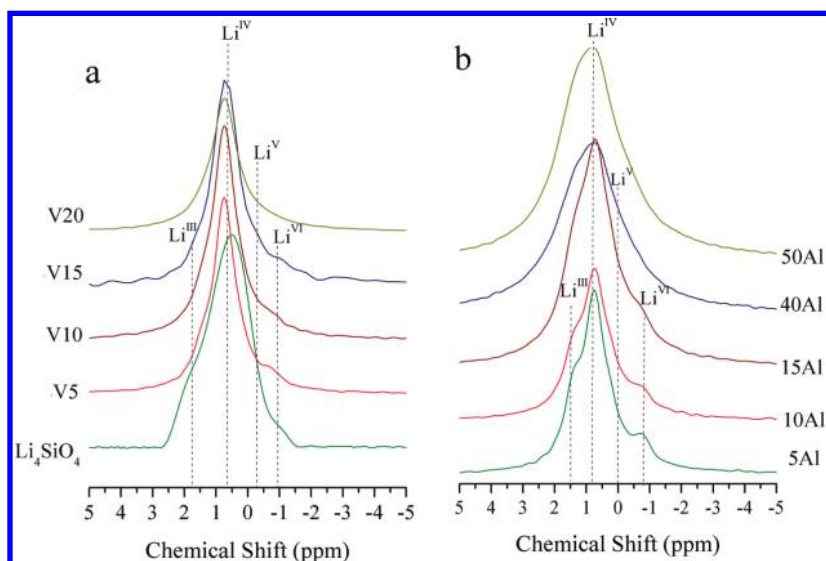 a
Li^IV
Li^V
Li^III
Li^VI
V20
V15
V10
V5
Li₄SiO₄
5 4 3 2 1 0 -1 -2 -3 -4 -5
Chemical Shift (ppm)
b
Li^IV
Li^V
Li^III
Li^VI
50Al
40Al
15Al
10Al
5Al
5 4 3 2 1 0 -1 -2 -3 -4 -5
Chemical Shift (ppm)